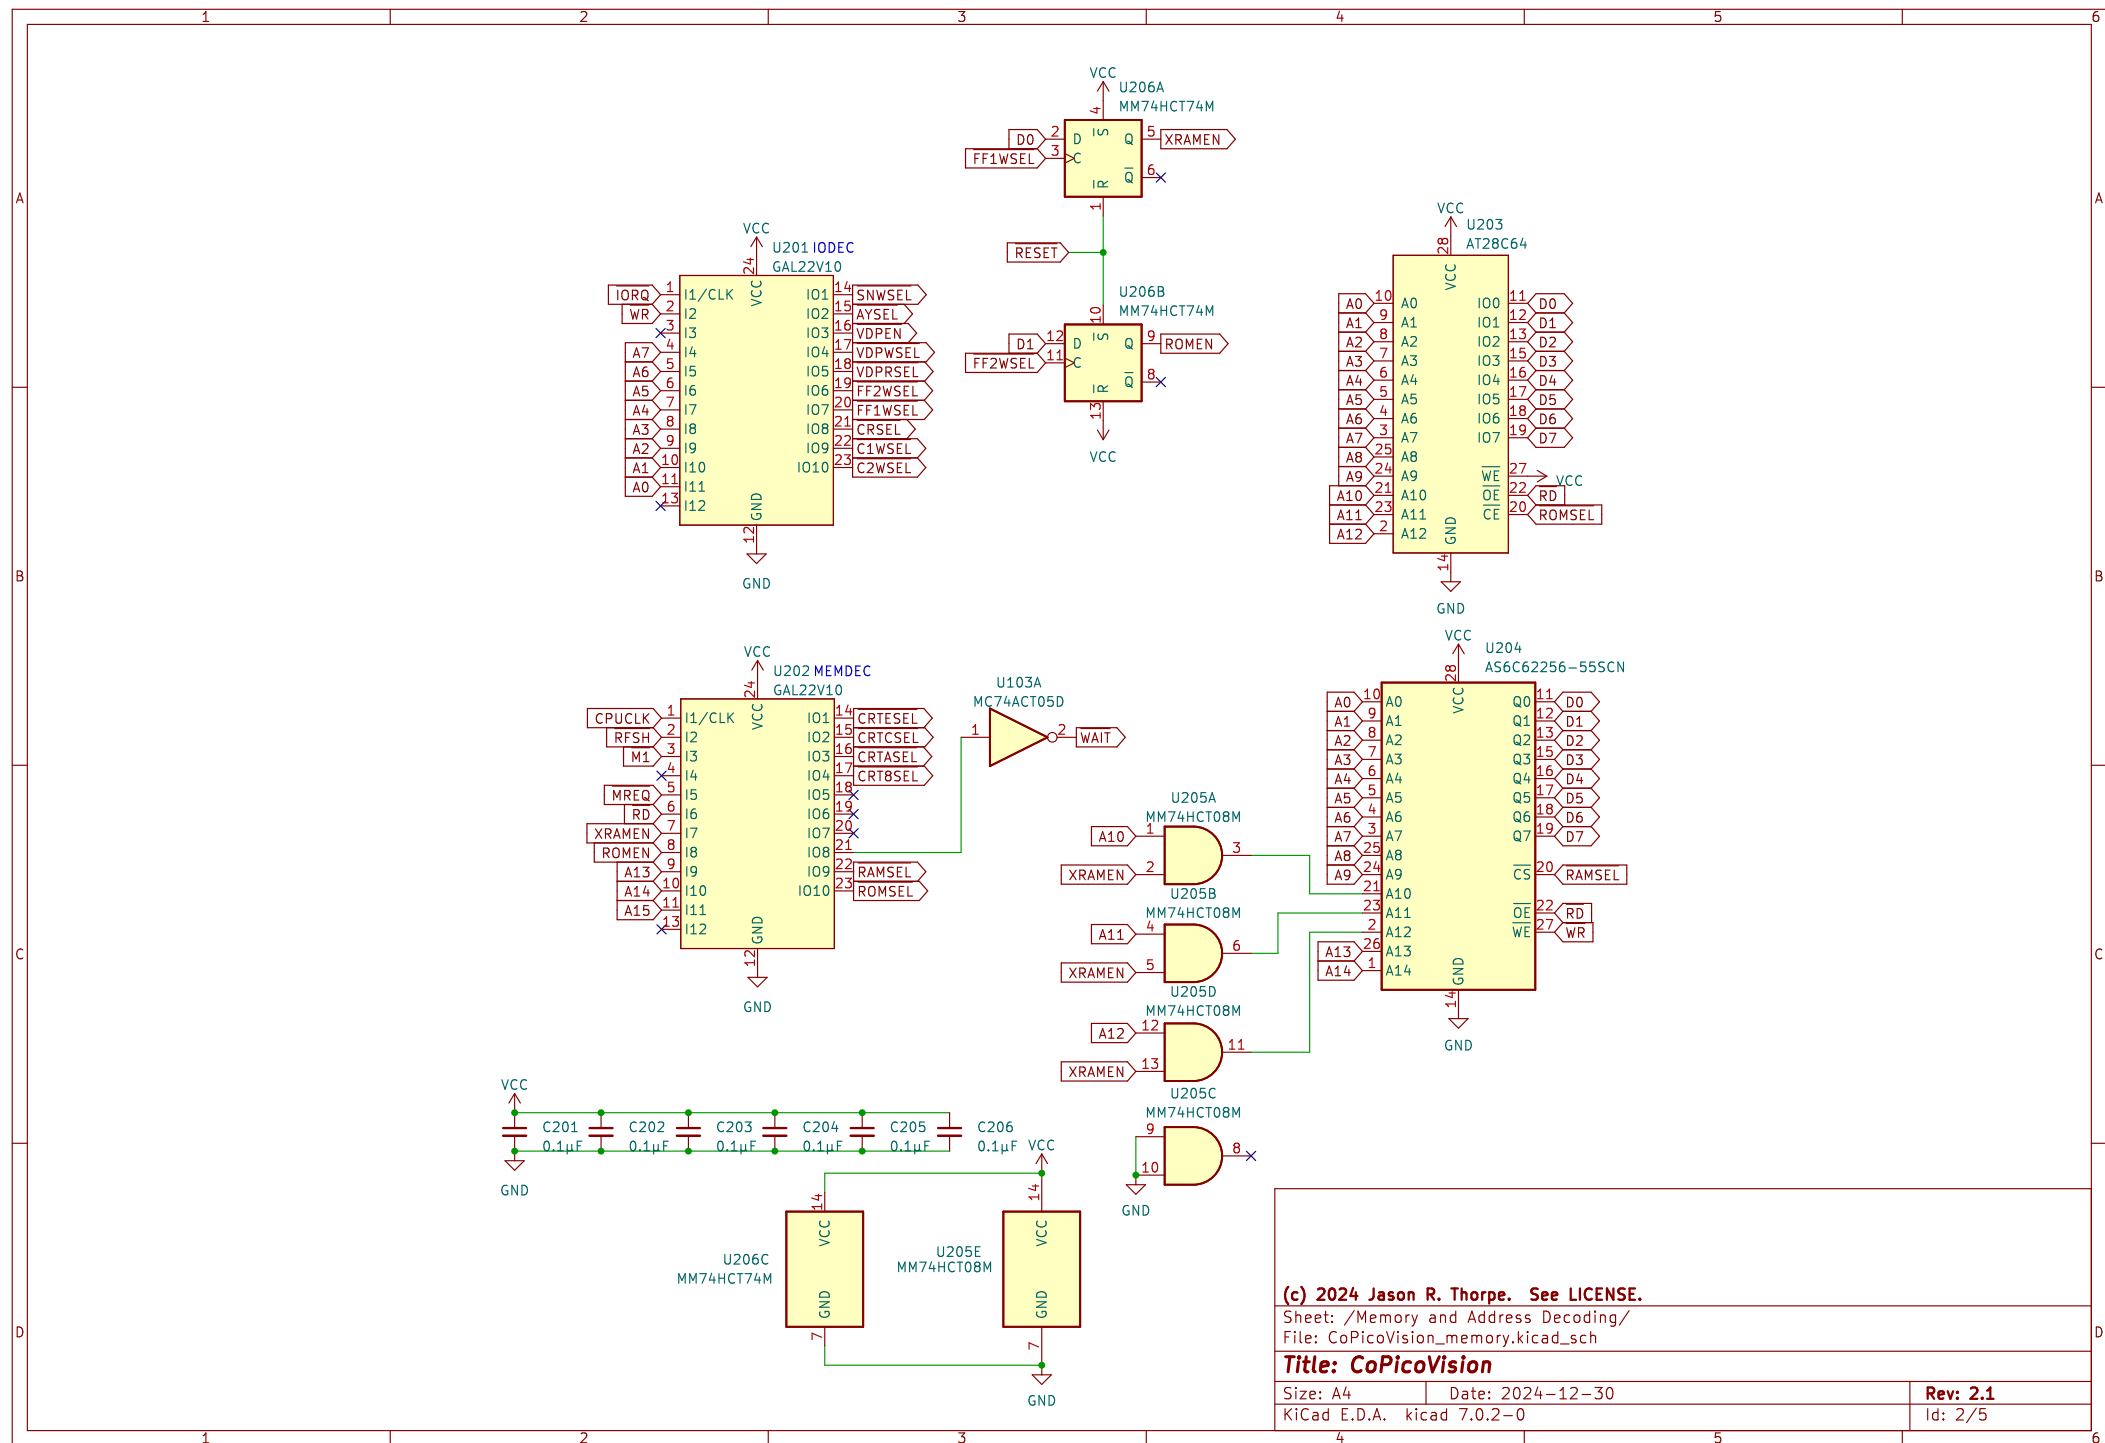 1 2 3 4 5 6
A
B
C
D
A
B
C
D
1 2 3 4 5 6
VCC
U206A
MM74HCT74M
4
D0 2 D S Q 5 XRAMEN
FF1WSEL 3 C
Q 6
R
1
RESET
U206B
MM74HCT74M
10
D1 12 D S Q 9 ROMEN
FF2WSEL 11 C
Q 8
R
13
VCC
VCC
U201 IODEC
GAL22V10
24
VCC
IORQ 1 I1/CLK IO1 14 SNWSEL
WR 2 I2 IO2 15 AYSEL
3 I3 IO3 16 VDPEN
A7 4 I4 IO4 17 VDPWSEL
A6 5 I5 IO5 18 VDPRSEL
A5 6 I6 IO6 19 FF2WSEL
A4 7 I7 IO7 20 FF1WSEL
A3 8 I8 IO8 21 CRSEL
A2 9 I9 IO9 22 C1WSEL
A1 10 I10 IO10 23 C2WSEL
A0 11 I11
13 I12
GND
12
GND
VCC
U203
AT28C64
28
VCC
A0 10 A0 IO0 11 D0
A1 9 A1 IO1 12 D1
A2 8 A2 IO2 13 D2
A3 7 A3 IO3 15 D3
A4 6 A4 IO4 16 D4
A5 5 A5 IO5 17 D5
A6 4 A6 IO6 18 D6
A7 3 A7 IO7 19 D7
A8 25 A8
A9 24 A9 WE 27 VCC
A10 21 A10 OE 22 RD
A11 23 A11 CE 20 ROMSEL
A12 2 A12
GND
14
GND
VCC
U202 MEMDEC
GAL22V10
24
VCC
CPUCLK 1 I1/CLK IO1 14 CRTESEL
RFSH 2 I2 IO2 15 CRTCSEL
M1 3 I3 IO3 16 CRTASEL
4 I4 IO4 17 CRT8SEL
MREQ 5 I5 IO5 18
RD 6 I6 IO6 19
XRAMEN 7 I7 IO7 20
ROMEN 8 I8 IO8 21
A13 9 I9 IO9 22 RAMSEL
A14 10 I10 IO10 23 ROMSEL
A15 11 I11
13 I12
GND
12
GND
U103A
MC74ACT05D
1 2 WAIT
U205A
MM74HCT08M
A10 1
3
XRAMEN 2
U205B
MM74HCT08M
A11 4
6
XRAMEN 5
U205D
MM74HCT08M
A12 12
11
XRAMEN 13
U205C
MM74HCT08M
9
8
10
GND
VCC
U204
AS6C62256-55SCN
28
VCC
A0 10 A0 Q0 11 D0
A1 9 A1 Q1 12 D1
A2 8 A2 Q2 13 D2
A3 7 A3 Q3 15 D3
A4 6 A4 Q4 16 D4
A5 5 A5 Q5 17 D5
A6 4 A6 Q6 18 D6
A7 3 A7 Q7 19 D7
A8 25 A8
A9 24 A9 CS 20 RAMSEL
21 A10
23 A11 OE 22 RD
2 A12 WE 27 WR
A13 26 A13
A14 1 A14
GND
14
GND
VCC
C201 C202 C203 C204 C205 C206
0.1µF 0.1µF 0.1µF 0.1µF 0.1µF 0.1µF
GND
VCC
14 14
VCC VCC
U206C
MM74HCT74M
U205E
MM74HCT08M
GND GND
7 7
GND
(c) 2024 Jason R. Thorpe. See LICENSE.
Sheet: /Memory and Address Decoding/
File: CoPicoVision_memory.kicad_sch
Title: CoPicoVision
Size: A4 Date: 2024-12-30 Rev: 2.1
KiCad E.D.A. kicad 7.0.2-0 Id: 2/5